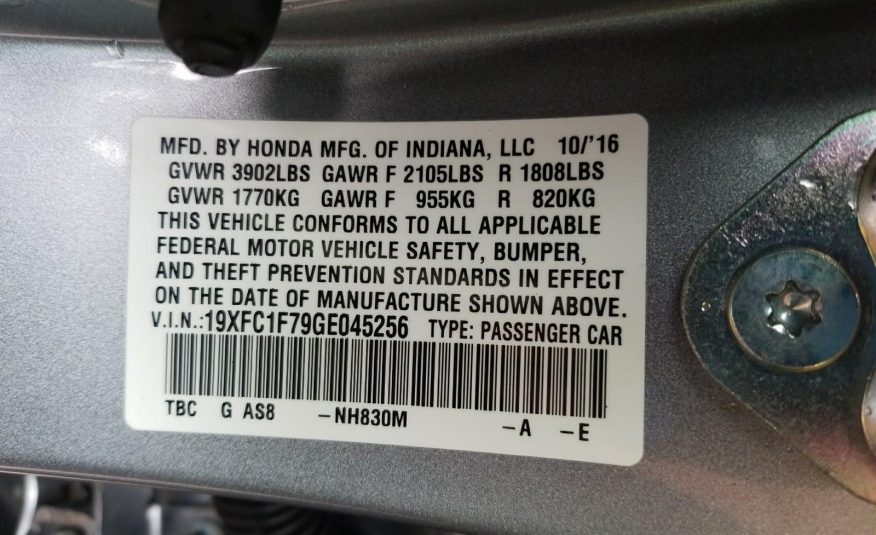 MFD. BY HONDA MFG. OF INDIANA, LLC 10/'16
GVWR 3902LBS GAWR F 2105LBS R 1808LBS
GVWR 1770KG GAWR F 955KG R 820KG
THIS VEHICLE CONFORMS TO ALL APPLICABLE
FEDERAL MOTOR VEHICLE SAFETY, BUMPER,
AND THEFT PREVENTION STANDARDS IN EFFECT
ON THE DATE OF MANUFACTURE SHOWN ABOVE.
V.I.N.:19XFC1F79GE045256 TYPE: PASSENGER CAR
TBC G AS8 –NH830M –A –E